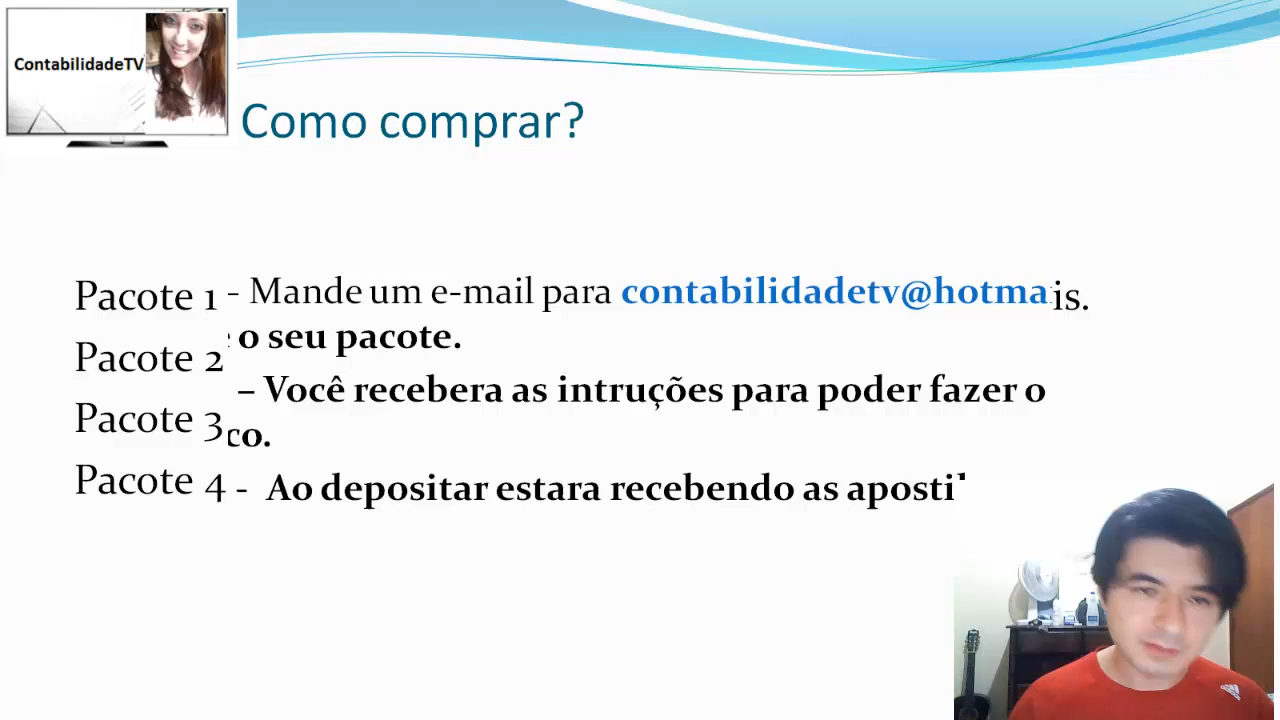 ContabilidadeTV
Como comprar?
Pacote 1 - Mande um e-mail para contabilidadetv@hotma is.
o seu pacote.
Pacote 2
– Você recebera as intruções para poder fazer o
Pacote 3
co.
Pacote 4 - Ao depositar estara recebendo as aposti